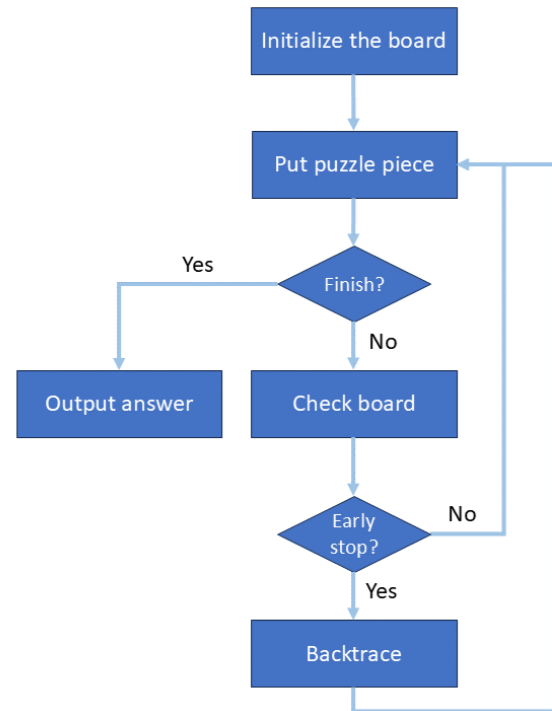 Initialize the board
Put puzzle piece
Yes
Finish?
No
Output answer
Check board
Early
stop?
No
Yes
Backtrace